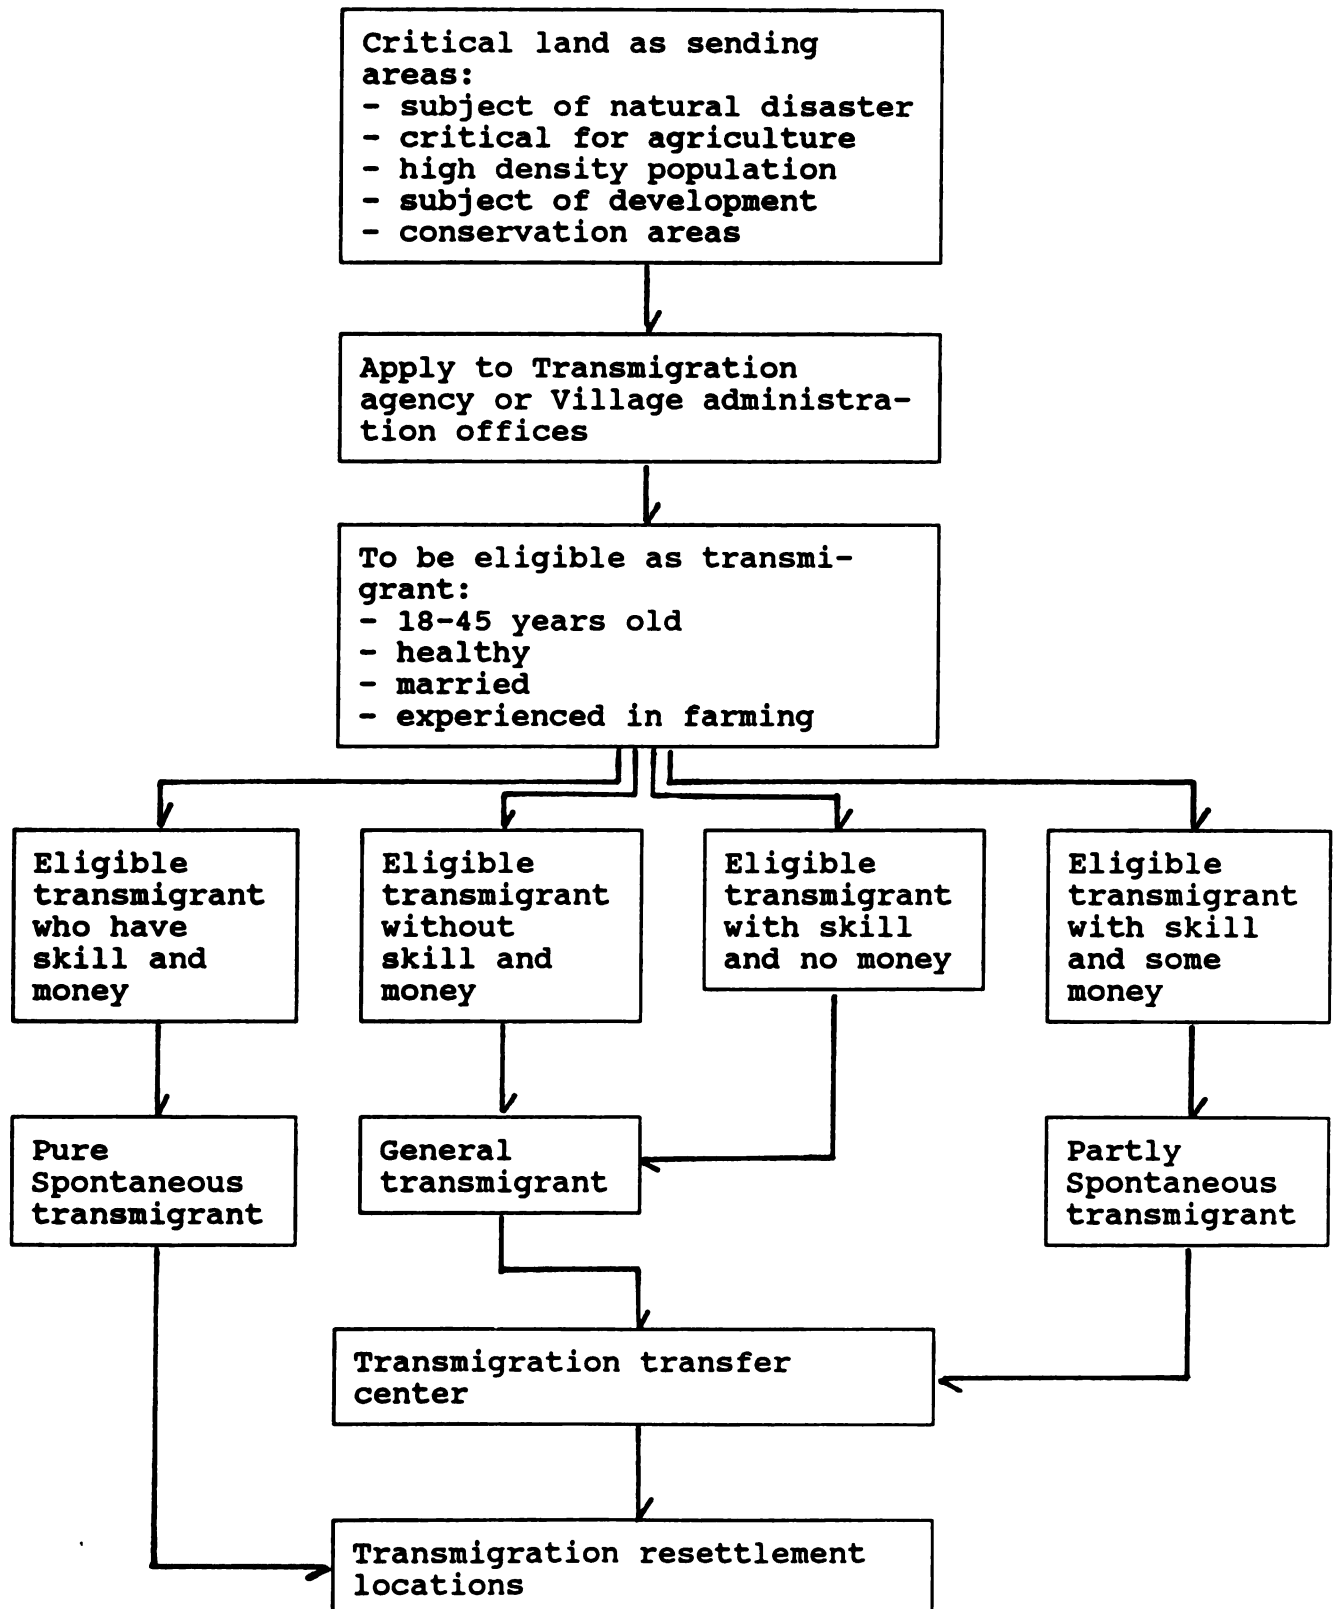 Critical land as sending
areas:
- subject of natural disaster
- critical for agriculture
- high density population
- subject of development
- conservation areas
Apply to Transmigration
agency or Village administra-
tion offices
To be eligible as transmi-
grant:
- 18-45 years old
- healthy
- married
- experienced in farming
Eligible
transmigrant
who have
skill and
money
Eligible
transmigrant
without
skill and
money
Eligible
transmigrant
with skill
and no money
Eligible
transmigrant
with skill
and some
money
Pure
Spontaneous
transmigrant
General
transmigrant
Partly
Spontaneous
transmigrant
Transmigration transfer
center
Transmigration resettlement
locations